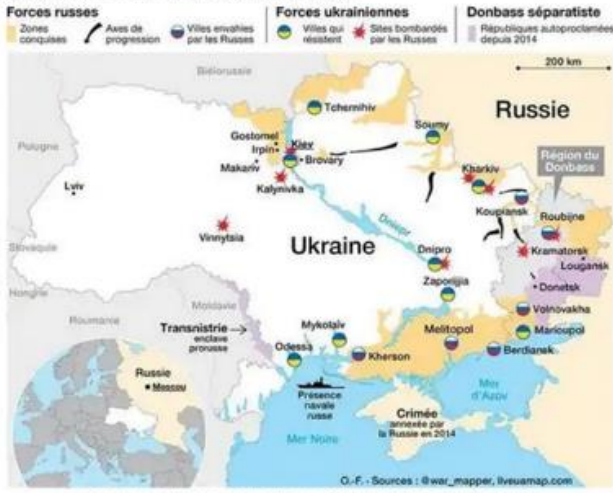 Forces russes
Zones conquises
Axes de progression
Villes envahies par les Russes
Forces ukrainiennes
Villes qui résistent
Sites bombardés par les Russes
Donbass séparatiste
Républiques autoproclamées depuis 2014
200 km
Biélorussie
Russie
Pologne
Slovaquie
Hongrie
Roumanie
Moldavie
Tchernihiv
Soumy
Gostomel
Irpin
Kiev
Brovary
Makariv
Kalynivka
Lviv
Vinnytsia
Ukraine
Dniepr
Kharkiv
Koupiansk
Région du Donbass
Roubijne
Kramatorsk
Lougansk
Donetsk
Dnipro
Zaporijia
Volnovakha
Marioupol
Melitopol
Berdiansk
Transnistrie
enclave
prorusse
Mykolaïv
Odessa
Kherson
Présence
navale
russe
Mer
d'Azov
Crimée
annexée par
la Russie en 2014
Mer Noire
Russie
Moscou
O.-F. - Sources : @war_mapper, liveuamap.com